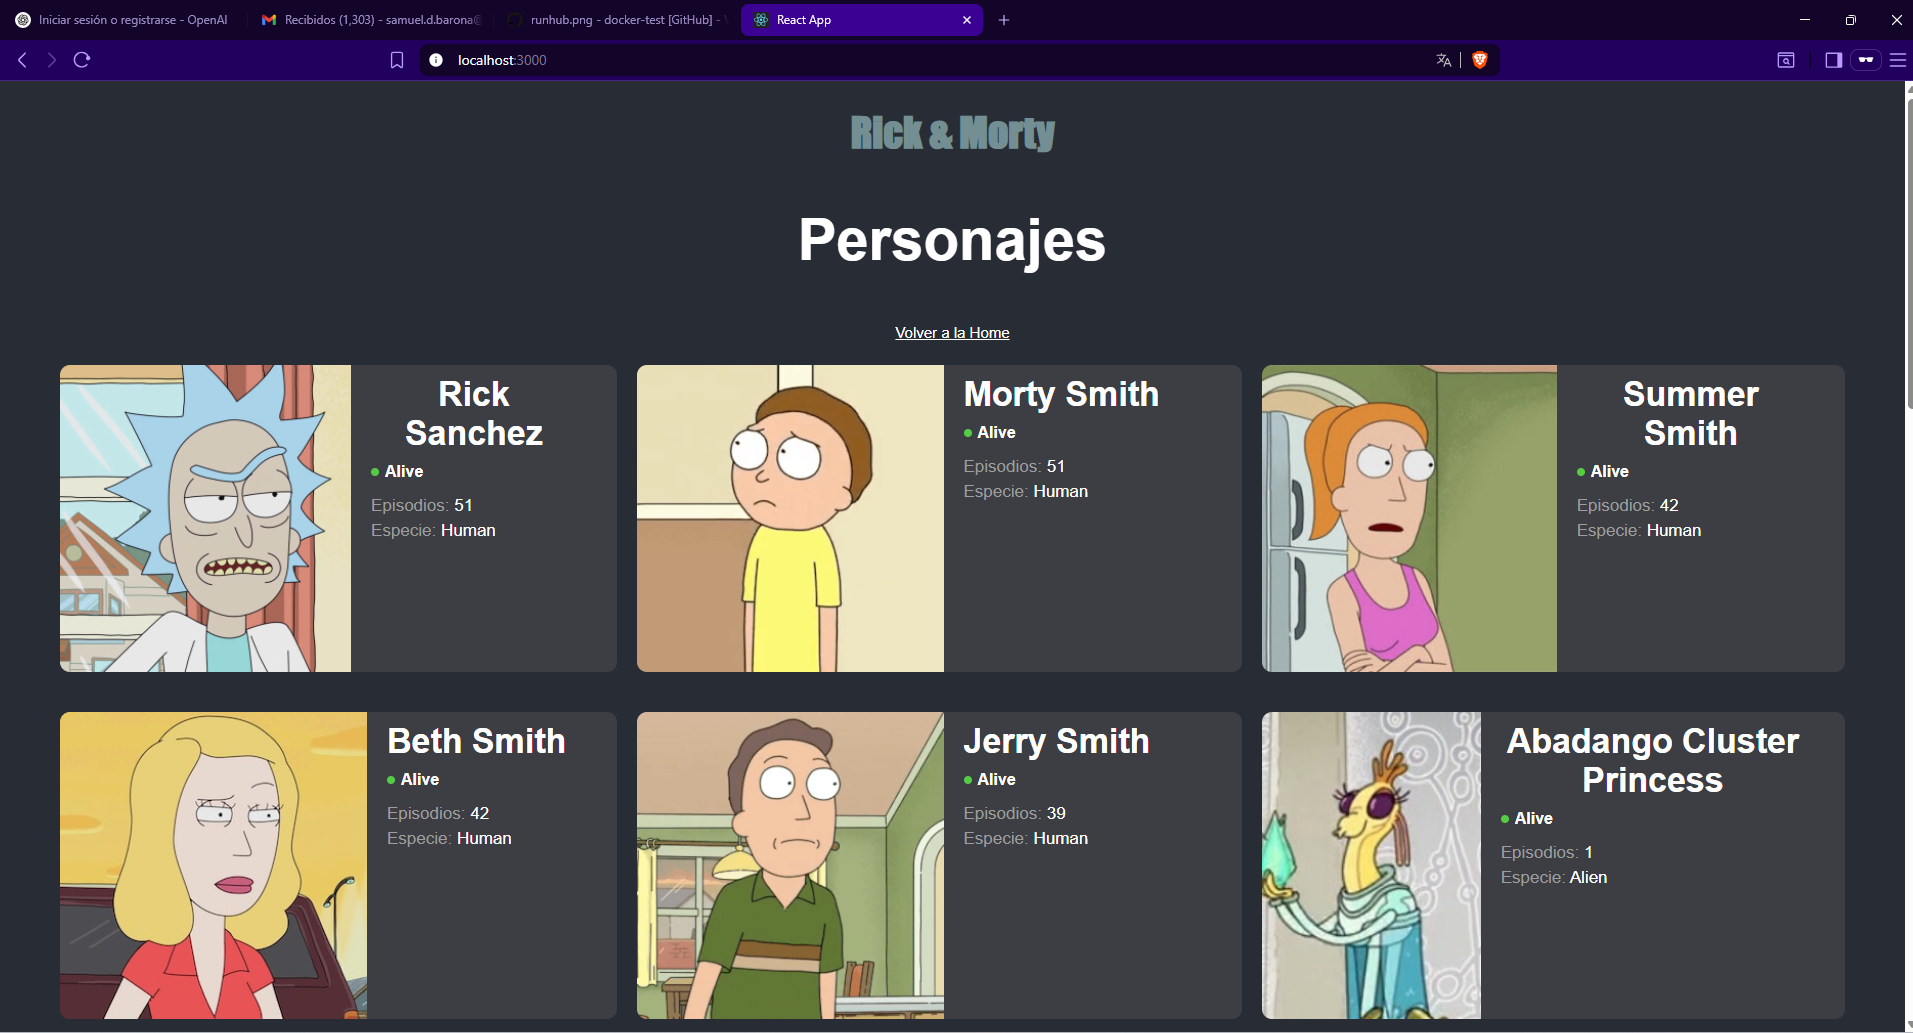 Iniciar sesión o registrarse - OpenAI
Recibidos (1,303) - samuel.d.barona@
runhub.png - docker-test [GitHub] -
React App
localhost:3000
Rick & Morty
Personajes
Volver a la Home
Rick
Sanchez
Alive
Episodios: 51
Especie: Human
Morty Smith
Alive
Episodios: 51
Especie: Human
Summer
Smith
Alive
Episodios: 42
Especie: Human
Beth Smith
Alive
Episodios: 42
Especie: Human
Jerry Smith
Alive
Episodios: 39
Especie: Human
Abadango Cluster
Princess
Alive
Episodios: 1
Especie: Alien